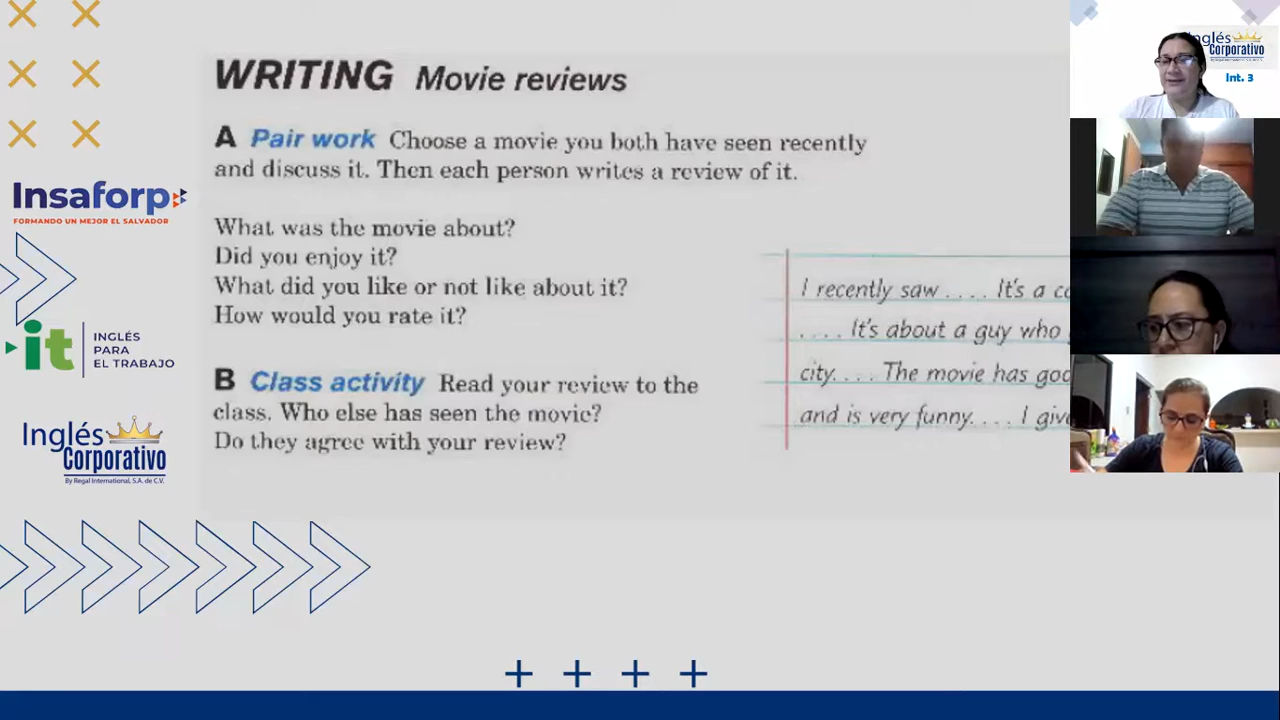 WRITING Movie reviews
A Pair work Choose a movie you both have seen recently
and discuss it. Then each person writes a review of it.
What was the movie about?
Did you enjoy it?
What did you like or not like about it?
How would you rate it?
B Class activity Read your review to the
class. Who else has seen the movie?
Do they agree with your review?
I recently saw . . . . It's a
. . . . It's about a guy who
city. . . . The movie has
and is very funny. . . . I
Insaforp
FORMANDO UN MEJOR EL SALVADOR
it INGLÉS
PARA
EL TRABAJO
Inglés
Corporativo
By Regal International, S.A. de C.V.
Inglés
Corporativo
Int. 3